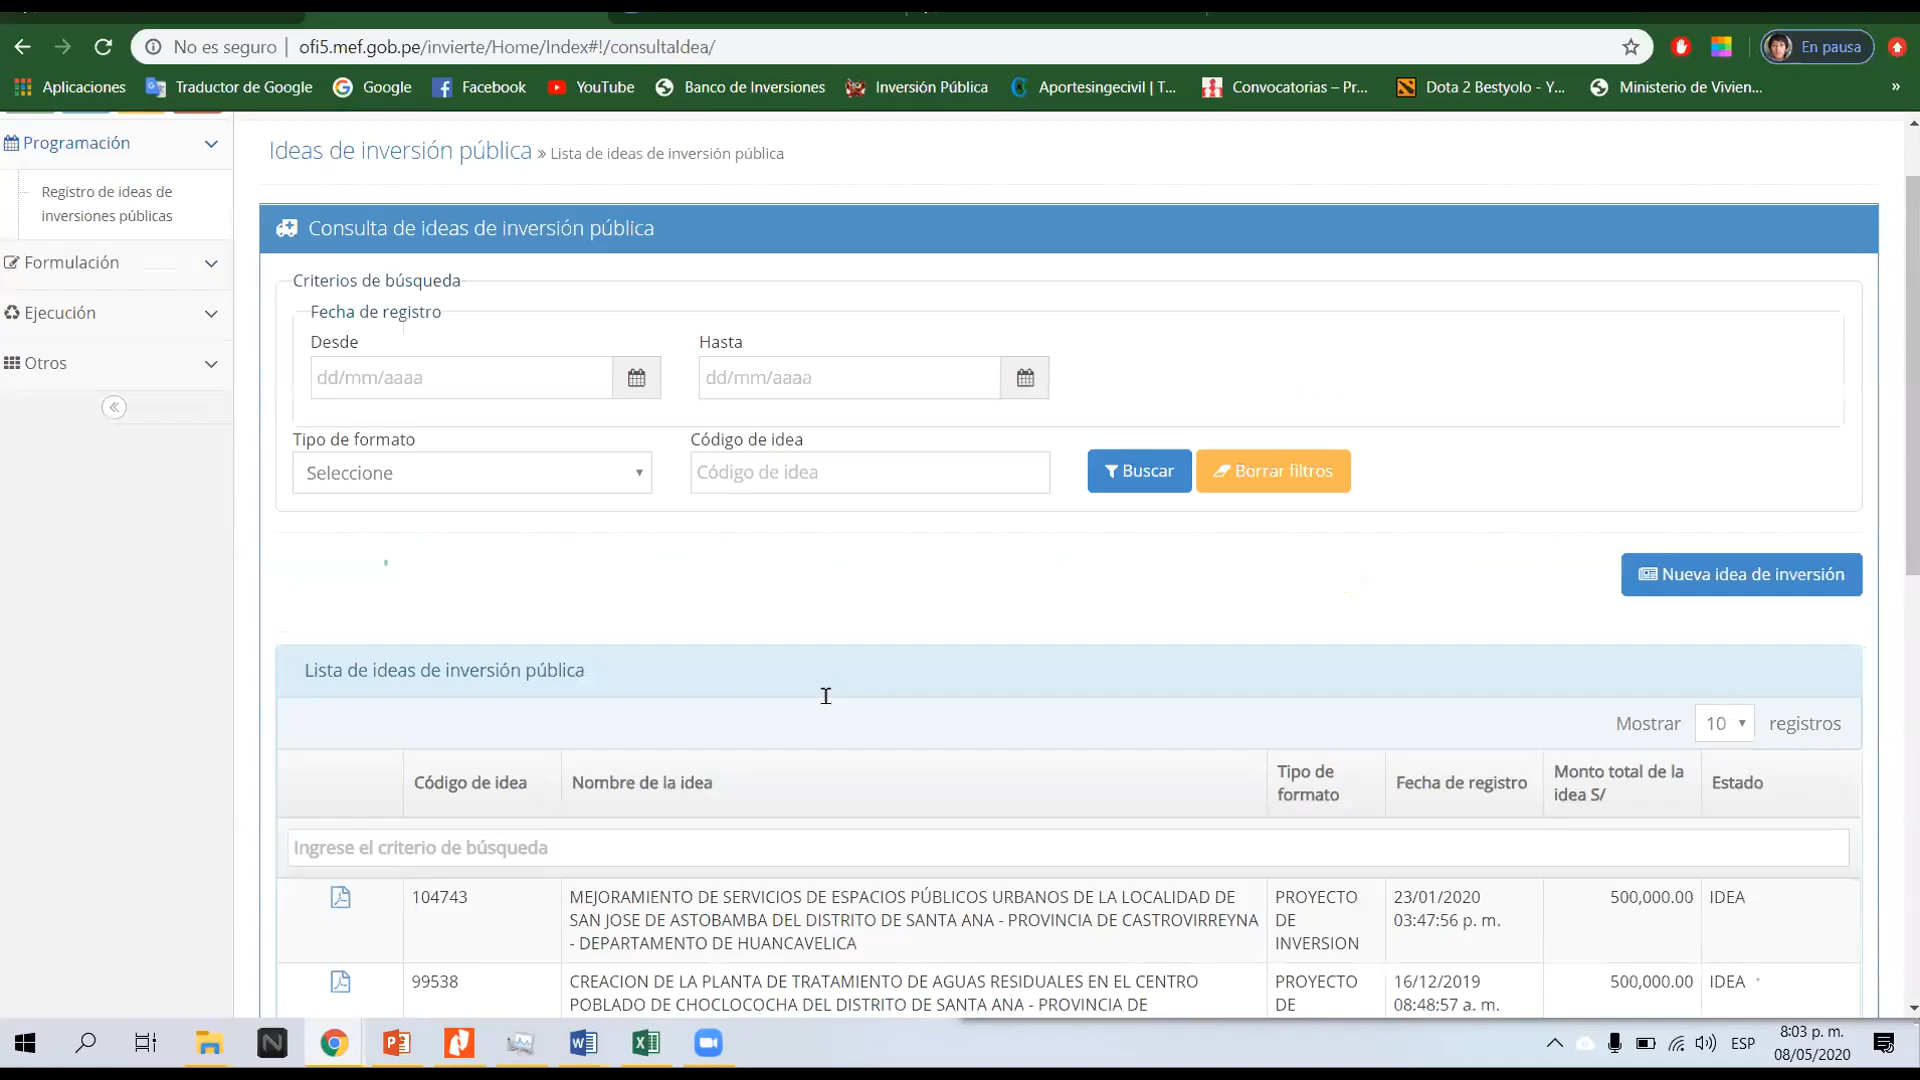 No es seguro | ofi5.mef.gob.pe/invierte/Home/Index#!/consultaIdea/
En pausa
Aplicaciones Traductor de Google Google Facebook YouTube Banco de Inversiones Inversión Pública Aportesingecivil | T... Convocatorias – Pr... Dota 2 Bestyolo - Y... Ministerio de Vivien... »
Programación
Registro de ideas de
inversiones públicas
Formulación
Ejecución
Otros
Ideas de inversión pública » Lista de ideas de inversión pública
Consulta de ideas de inversión pública
Criterios de búsqueda
Fecha de registro
Desde Hasta
dd/mm/aaaa dd/mm/aaaa
Tipo de formato Código de idea
Seleccione Código de idea Buscar Borrar filtros
Nueva idea de inversión
Lista de ideas de inversión pública
Mostrar 10 registros
Código de idea Nombre de la idea Tipo de formato Fecha de registro Monto total de la idea S/ Estado
Ingrese el criterio de búsqueda
104743 MEJORAMIENTO DE SERVICIOS DE ESPACIOS PÚBLICOS URBANOS DE LA LOCALIDAD DE PROYECTO 23/01/2020 500,000.00 IDEA
SAN JOSE DE ASTOBAMBA DEL DISTRITO DE SANTA ANA - PROVINCIA DE CASTROVIRREYNA DE 03:47:56 p. m.
- DEPARTAMENTO DE HUANCAVELICA INVERSION
99538 CREACION DE LA PLANTA DE TRATAMIENTO DE AGUAS RESIDUALES EN EL CENTRO PROYECTO 16/12/2019 500,000.00 IDEA
POBLADO DE CHOCLOCOCHA DEL DISTRITO DE SANTA ANA - PROVINCIA DE DE 08:48:57 a. m.
ESP
8:03 p. m.
08/05/2020